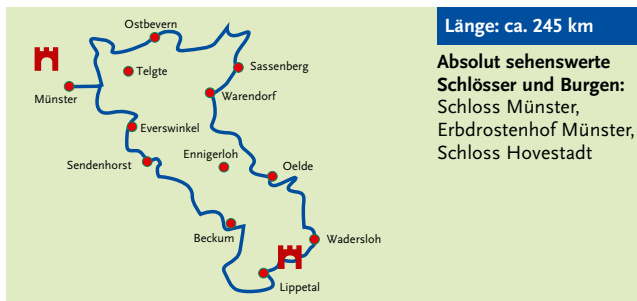 Ostbevern
Telgte
Sassenberg
Münster
Warendorf
Everswinkel
Ennigerloh
Sendenhorst
Oelde
Beckum
Wadersloh
Lippetal
Länge: ca. 245 km
Absolut sehenswerte
Schlösser und Burgen:
Schloss Münster,
Erbdrostenhof Münster,
Schloss Hovestadt